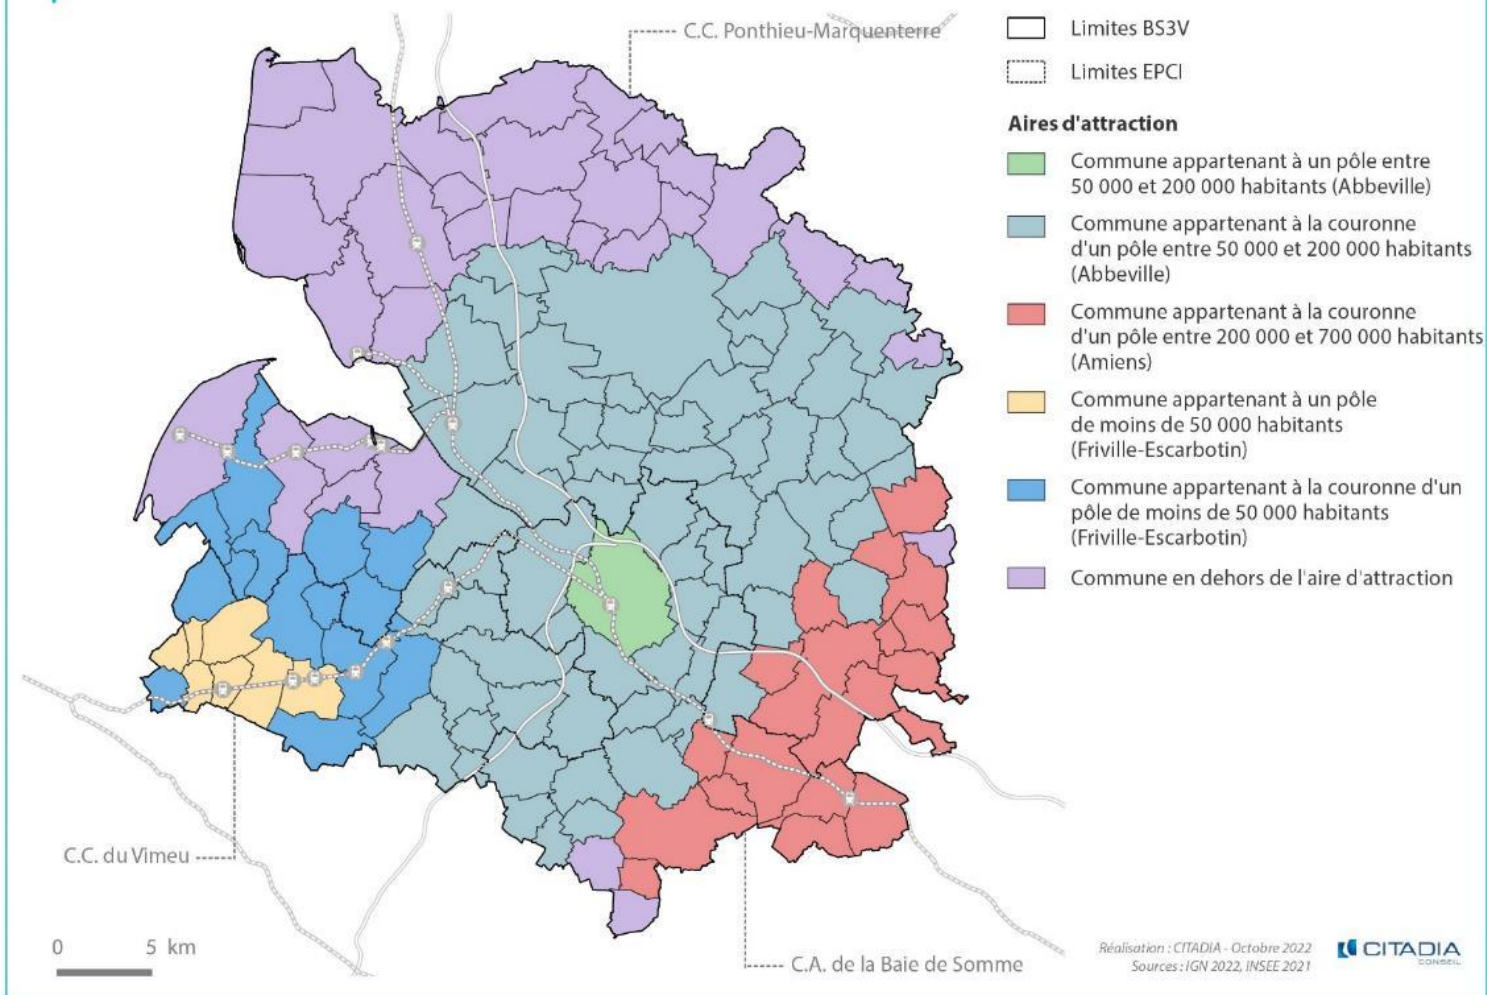 C.C. Ponthieu-Marquenterre
Limites BS3V
Limites EPCI
Aires d'attraction
Commune appartenant à un pôle entre
50 000 et 200 000 habitants (Abbeville)
Commune appartenant à la couronne
d'un pôle entre 50 000 et 200 000 habitants
(Abbeville)
Commune appartenant à la couronne
d'un pôle entre 200 000 et 700 000 habitants
(Amiens)
Commune appartenant à un pôle
de moins de 50 000 habitants
(Friville-Escarbotin)
Commune appartenant à la couronne d'un
pôle de moins de 50 000 habitants
(Friville-Escarbotin)
Commune en dehors de l'aire d'attraction
C.C. du Vimeu
0 5 km
C.A. de la Baie de Somme
Réalisation : CITADIA - Octobre 2022
Sources : IGN 2022, INSEE 2021
CITADIA
CONSEIL